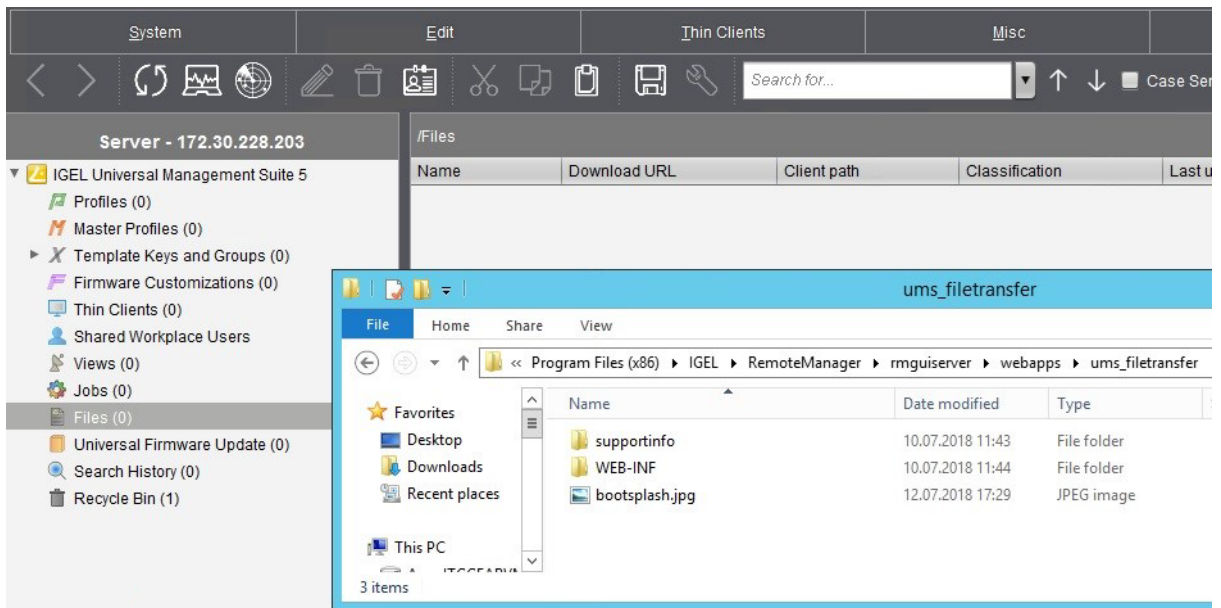 System Edit Thin Clients Misc
Search for... Case Ser
Server - 172.30.228.203
/Files
Name Download URL Client path Classification Last u
IGEL Universal Management Suite 5
Profiles (0)
Master Profiles (0)
Template Keys and Groups (0)
Firmware Customizations (0)
Thin Clients (0)
Shared Workplace Users
Views (0)
Jobs (0)
Files (0)
Universal Firmware Update (0)
Search History (0)
Recycle Bin (1)
ums_filetransfer
File Home Share View
« Program Files (x86) IGEL RemoteManager rmguiserver webapps ums_filetransfer
Favorites
Desktop
Downloads
Recent places
This PC
Name Date modified Type
supportinfo 10.07.2018 11:43 File folder
WEB-INF 10.07.2018 11:44 File folder
bootsplash.jpg 12.07.2018 17:29 JPEG image
3 items